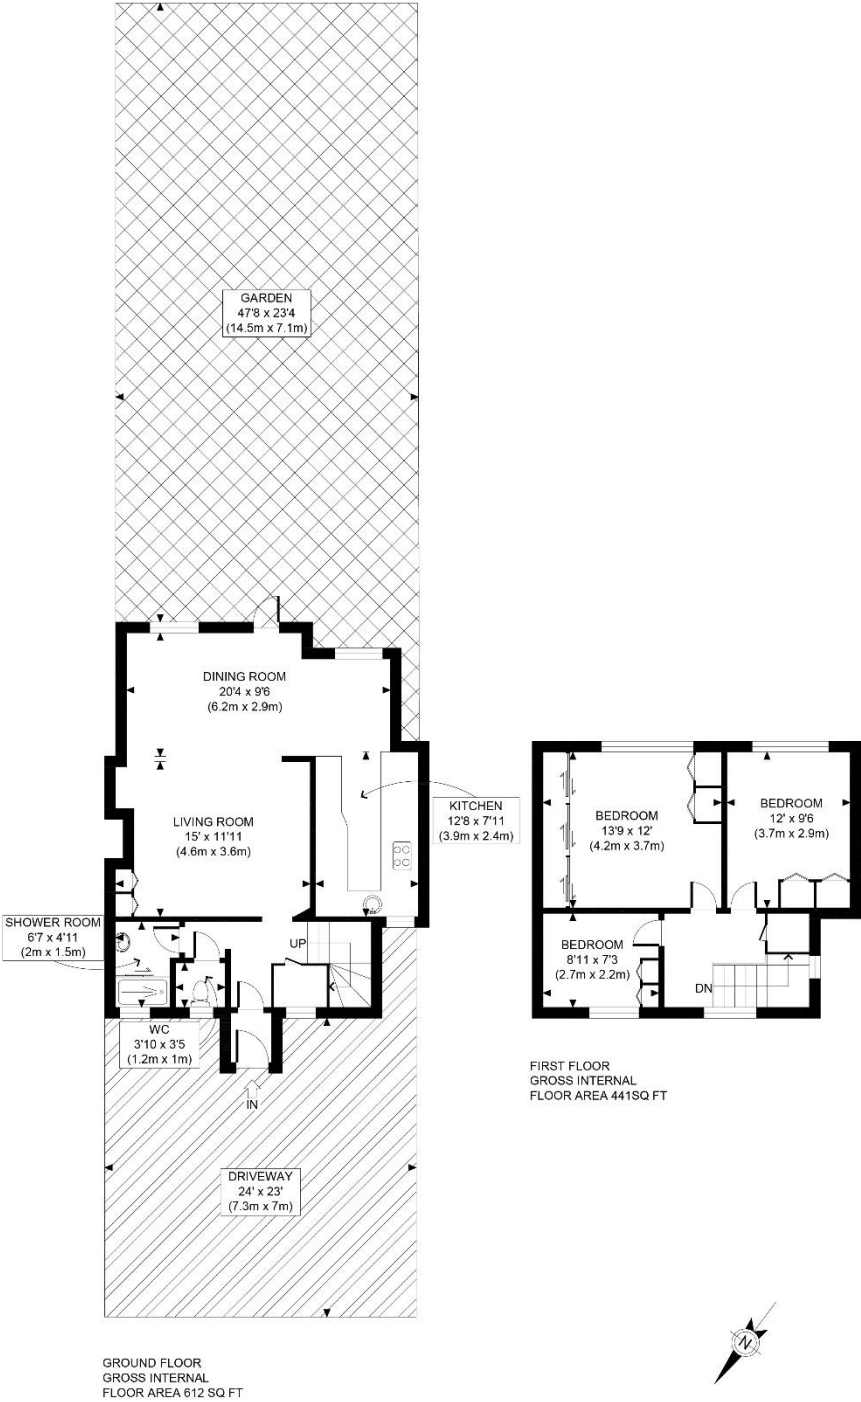 GARDEN
47'8 x 23'4
(14.5m x 7.1m)
DINING ROOM
20'4 x 9'6
(6.2m x 2.9m)
LIVING ROOM
15' x 11'11
(4.6m x 3.6m)
KITCHEN
12'8 x 7'11
(3.9m x 2.4m)
SHOWER ROOM
6'7 x 4'11
(2m x 1.5m)
UP
WC
3'10 x 3'5
(1.2m x 1m)
IN
DRIVEWAY
24' x 23'
(7.3m x 7m)
GROUND FLOOR
GROSS INTERNAL
FLOOR AREA 612 SQ FT
BEDROOM
13'9 x 12'
(4.2m x 3.7m)
BEDROOM
12' x 9'6
(3.7m x 2.9m)
BEDROOM
8'11 x 7'3
(2.7m x 2.2m)
DN
FIRST FLOOR
GROSS INTERNAL
FLOOR AREA 441SQ FT
N